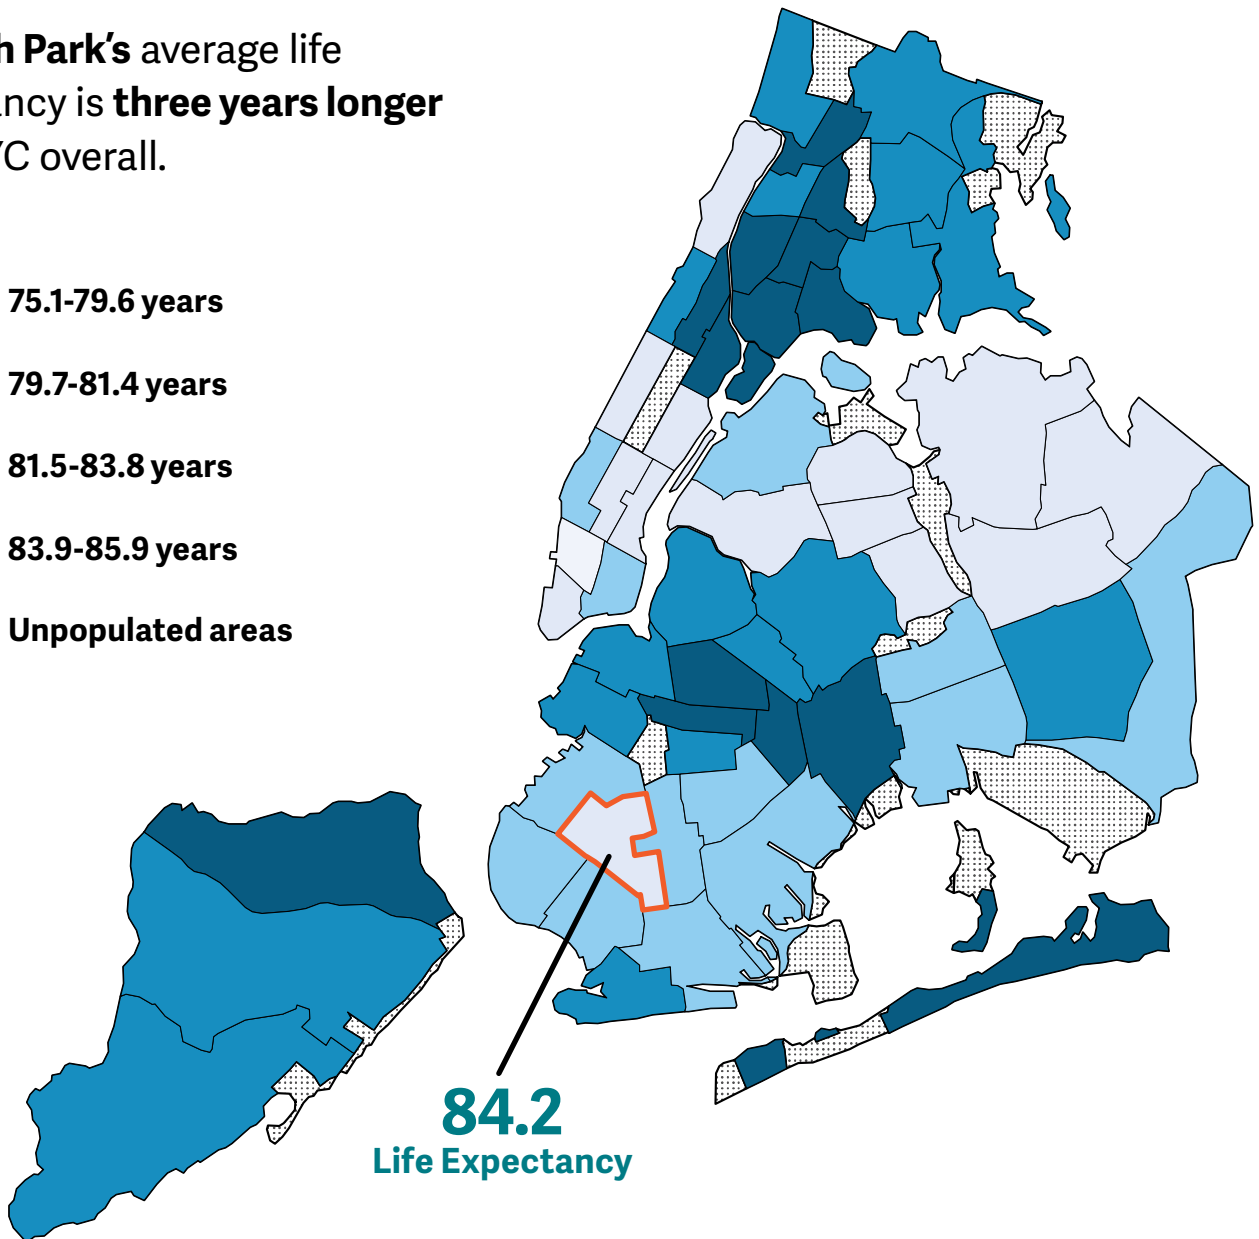 Park's average life
is three years longer
overall.
75.1-79.6 years
79.7-81.4 years
81.5-83.8 years
83.9-85.9 years
Unpopulated areas
84.2
Life Expectancy